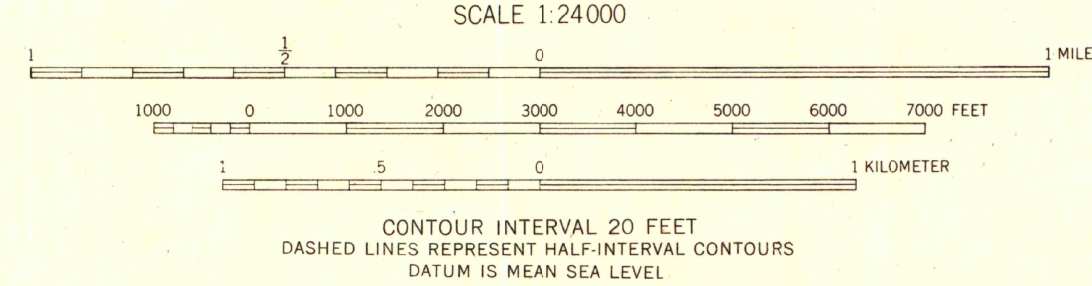 SCALE 1:24000
1 1/2 0 1 MILE
1000 0 1000 2000 3000 4000 5000 6000 7000 FEET
1 .5 0 1 KILOMETER
CONTOUR INTERVAL 20 FEET
DASHED LINES REPRESENT HALF-INTERVAL CONTOURS
DATUM IS MEAN SEA LEVEL